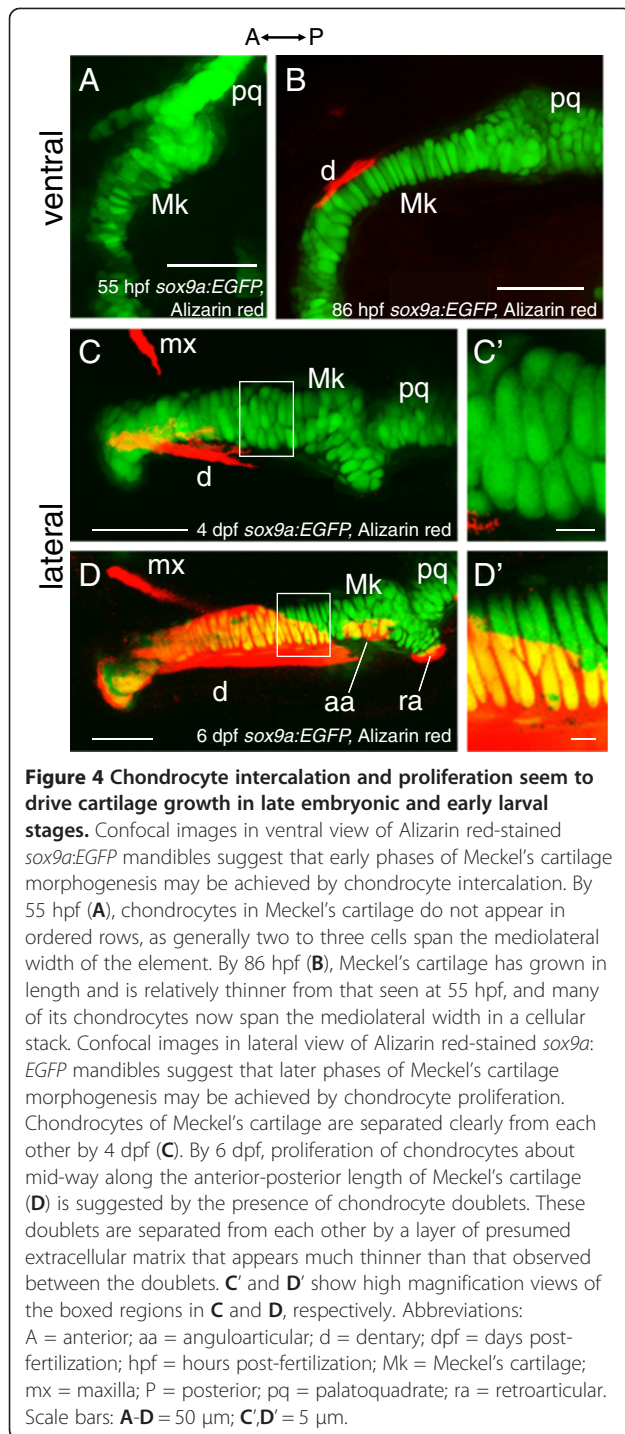 A ↔ P
ventral
A
pq
Mk
55 hpf sox9a:EGFP,
Alizarin red
B
pq
d
Mk
86 hpf sox9a:EGFP, Alizarin red
lateral
C
mx
Mk
pq
d
4 dpf sox9a:EGFP, Alizarin red
C'
D
mx
Mk
pq
d
aa
ra
6 dpf sox9a:EGFP, Alizarin red
D'
Figure 4 Chondrocyte intercalation and proliferation seem to
drive cartilage growth in late embryonic and early larval
stages. Confocal images in ventral view of Alizarin red-stained
sox9a:EGFP mandibles suggest that early phases of Meckel's cartilage
morphogenesis may be achieved by chondrocyte intercalation. By
55 hpf (A), chondrocytes in Meckel's cartilage do not appear in
ordered rows, as generally two to three cells span the mediolateral
width of the element. By 86 hpf (B), Meckel's cartilage has grown in
length and is relatively thinner from that seen at 55 hpf, and many
of its chondrocytes now span the mediolateral width in a cellular
stack. Confocal images in lateral view of Alizarin red-stained sox9a:
EGFP mandibles suggest that later phases of Meckel's cartilage
morphogenesis may be achieved by chondrocyte proliferation.
Chondrocytes of Meckel's cartilage are separated clearly from each
other by 4 dpf (C). By 6 dpf, proliferation of chondrocytes about
mid-way along the anterior-posterior length of Meckel's cartilage
(D) is suggested by the presence of chondrocyte doublets. These
doublets are separated from each other by a layer of presumed
extracellular matrix that appears much thinner than that observed
between the doublets. C' and D' show high magnification views of
the boxed regions in C and D, respectively. Abbreviations:
A = anterior; aa = anguloarticular; d = dentary; dpf = days post-
fertilization; hpf = hours post-fertilization; Mk = Meckel's cartilage;
mx = maxilla; P = posterior; pq = palatoquadrate; ra = retroarticular.
Scale bars: A-D = 50 μm; C',D' = 5 μm.